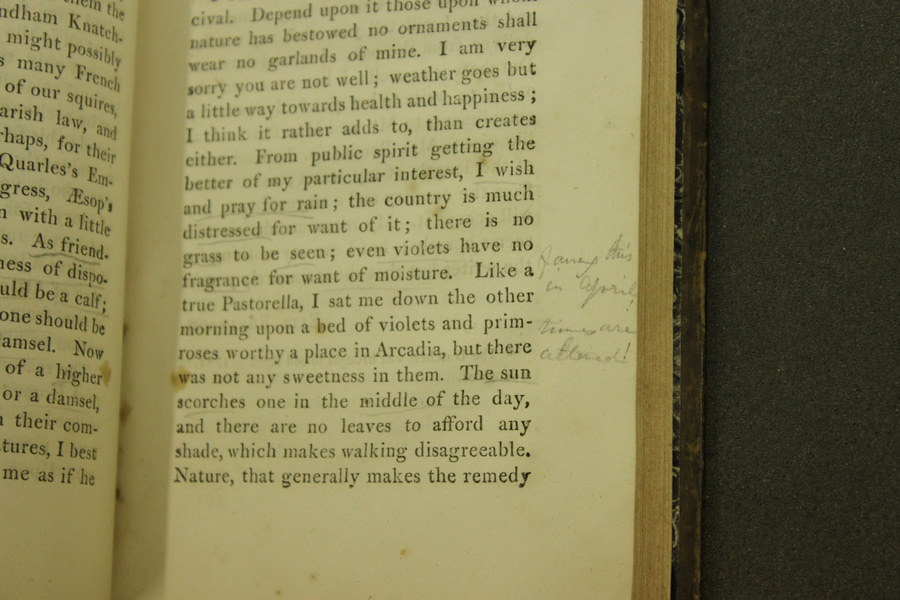 them the
ndham Knatch-
might possibly
s many French
of our squires,
arish law, and
haps, for their
Quarles's Em-
gress, Æsop's
n with a little
s. As friend-
ness of dispo-
uld be a calf;
one should be
amsel. Now
of a higher
or a damsel,
n their com-
tures, I best
me as if he
cival. Depend upon it those upon whom
nature has bestowed no ornaments shall
wear no garlands of mine. I am very
sorry you are not well; weather goes but
a little way towards health and happiness;
I think it rather adds to, than creates
either. From public spirit getting the
better of my particular interest, I wish
and pray for rain; the country is much
distressed for want of it; there is no
grass to be seen; even violets have no
fragrance for want of moisture. Like a
true Pastorella, I sat me down the other
morning upon a bed of violets and prim-
roses worthy a place in Arcadia, but there
was not any sweetness in them. The sun
scorches one in the middle of the day,
and there are no leaves to afford any
shade, which makes walking disagreeable.
Nature, that generally makes the remedy
fancy this
in April,
times are
altered!